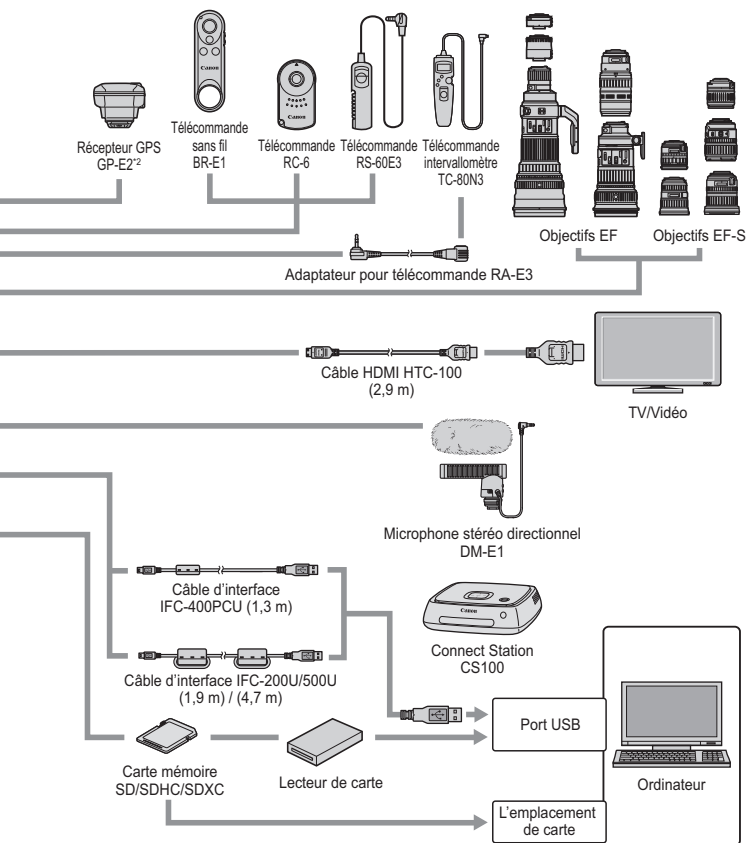 Canon
Canon
Récepteur GPS
GP-E2*2
Télécommande
sans fil
BR-E1
Télécommande
RC-6
Télécommande
RS-60E3
Télécommande
intervallomètre
TC-80N3
Objectifs EF
Objectifs EF-S
Adaptateur pour télécommande RA-E3
Câble HDMI HTC-100
(2,9 m)
TV/Vidéo
Microphone stéréo directionnel
DM-E1
Câble d'interface
IFC-400PCU (1,3 m)
Canon
Connect Station
CS100
Câble d'interface IFC-200U/500U
(1,9 m) / (4,7 m)
Port USB
Carte mémoire
SD/SDHC/SDXC
Lecteur de carte
Ordinateur
L'emplacement
de carte